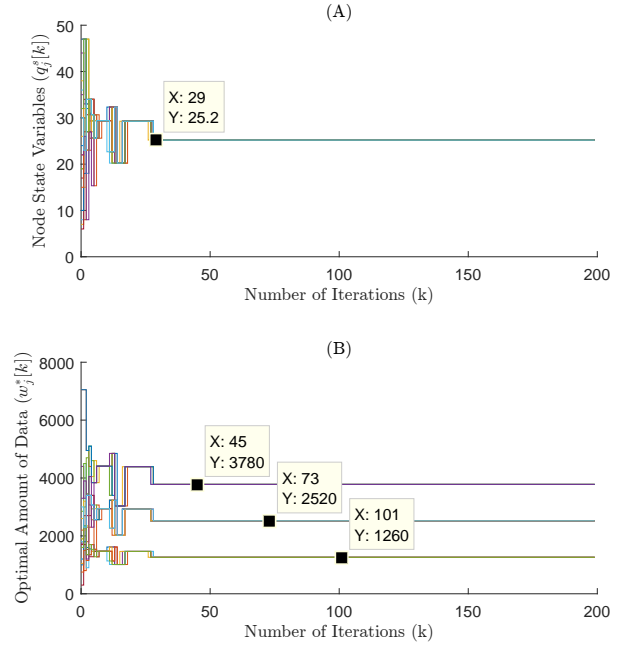 (A)
Node State Variables (q_j^s[k])
50
40
30
20
10
0
X: 29
Y: 25.2
0
50
100
150
200
Number of Iterations (k)
(B)
Optimal Amount of Data (w_j^*[k])
8000
6000
4000
2000
0
X: 45
Y: 3780
X: 73
Y: 2520
X: 101
Y: 1260
0
50
100
150
200
Number of Iterations (k)